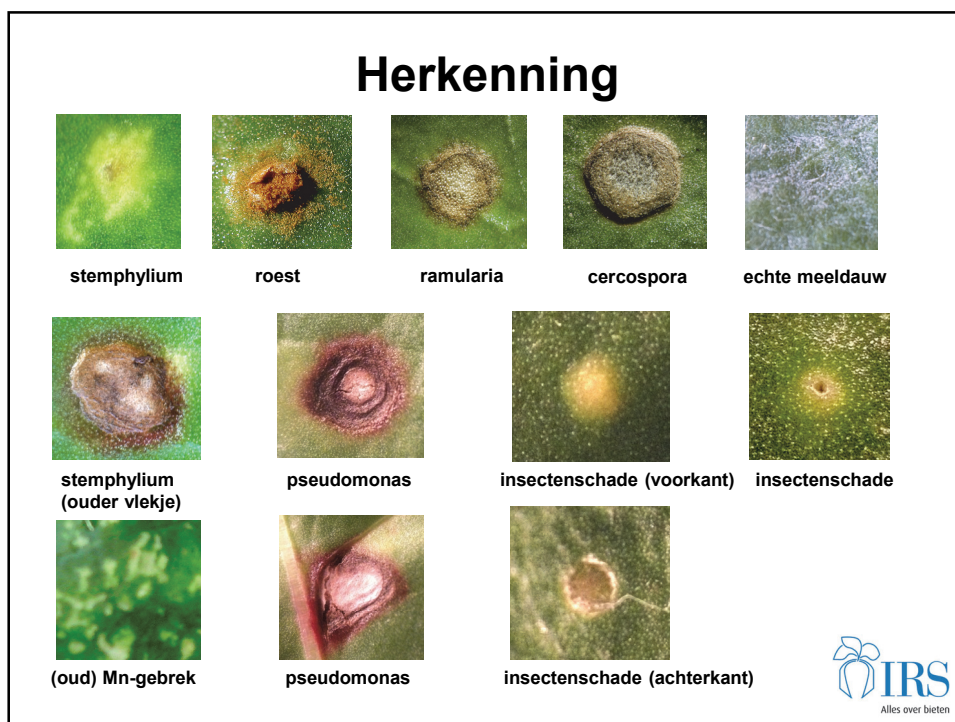 Herkenning
stemphylium
roest
ramularia
cercospora
echte meeldauw
stemphylium
(ouder vlekje)
pseudomonas
insectenschade (voorkant)
insectenschade
(oud) Mn-gebrek
pseudomonas
insectenschade (achterkant)
IRS
Alles over bieten